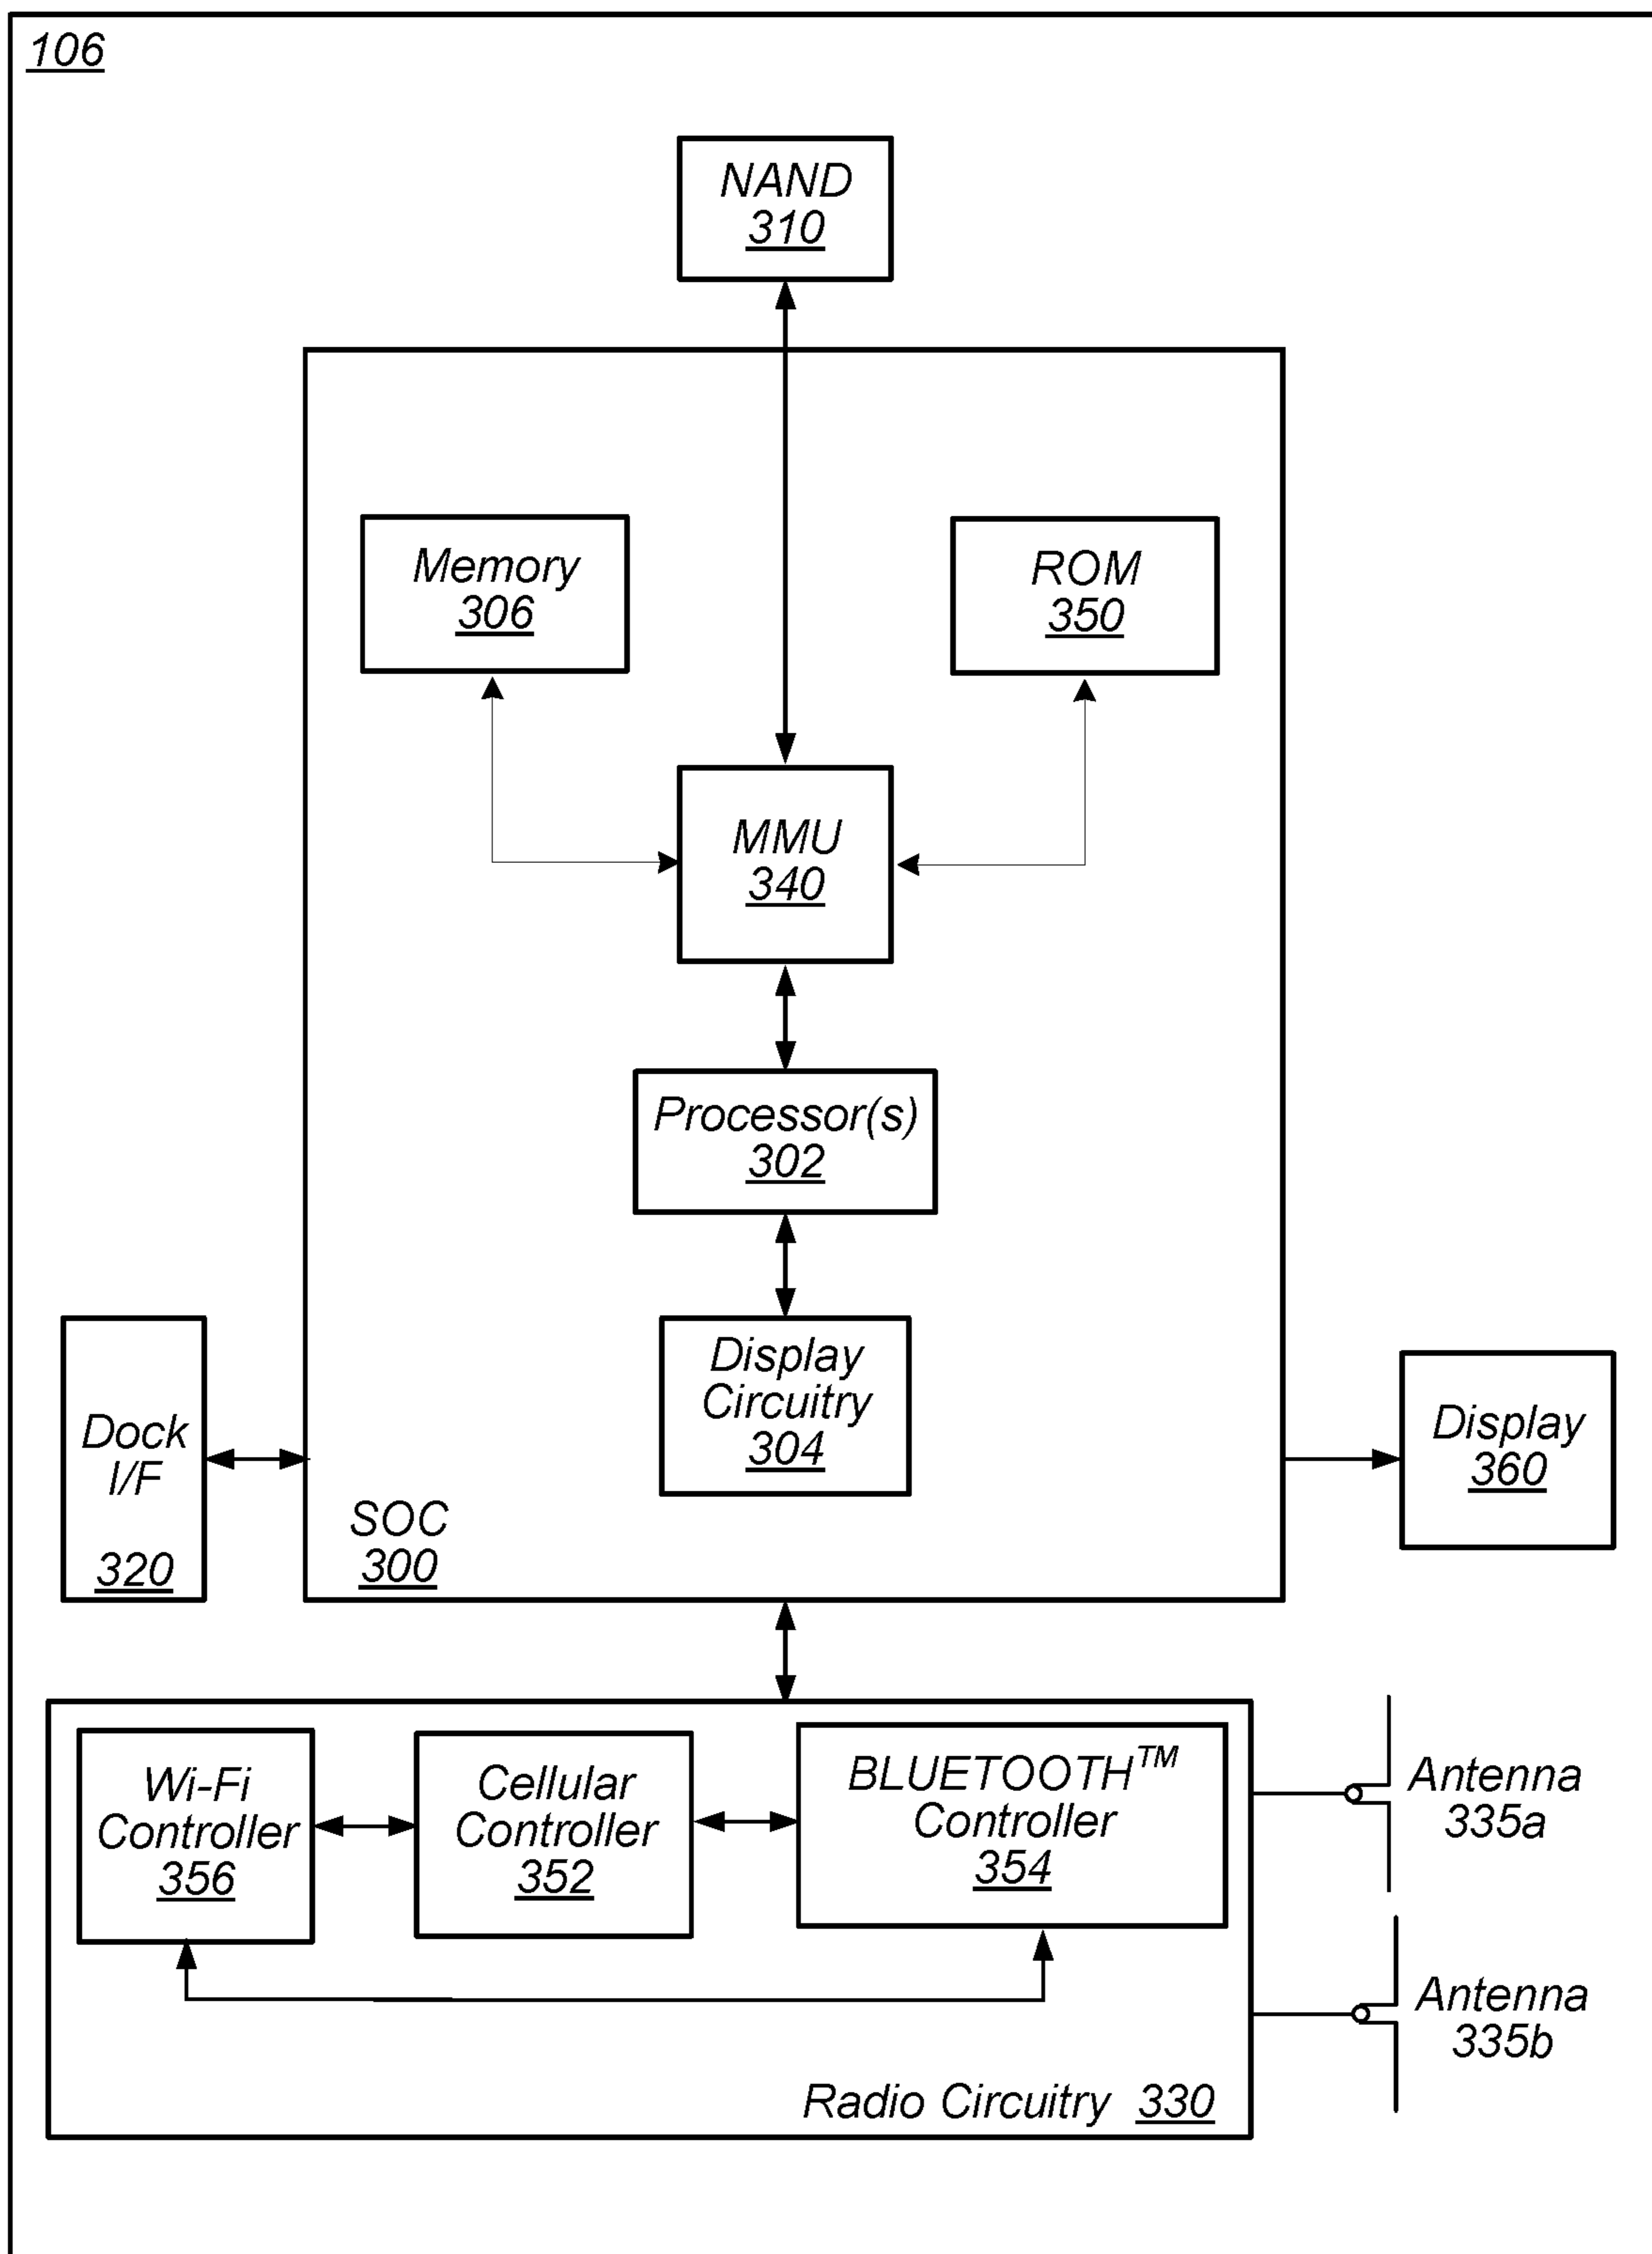 106
NAND
310
Memory
306
ROM
350
MMU
340
Processor(s)
302
Display
Circuitry
304
Dock
I/F
320
SOC
300
Display
360
Wi-Fi
Controller
356
Cellular
Controller
352
BLUETOOTH™
Controller
354
Antenna
335a
Antenna
335b
Radio Circuitry 330